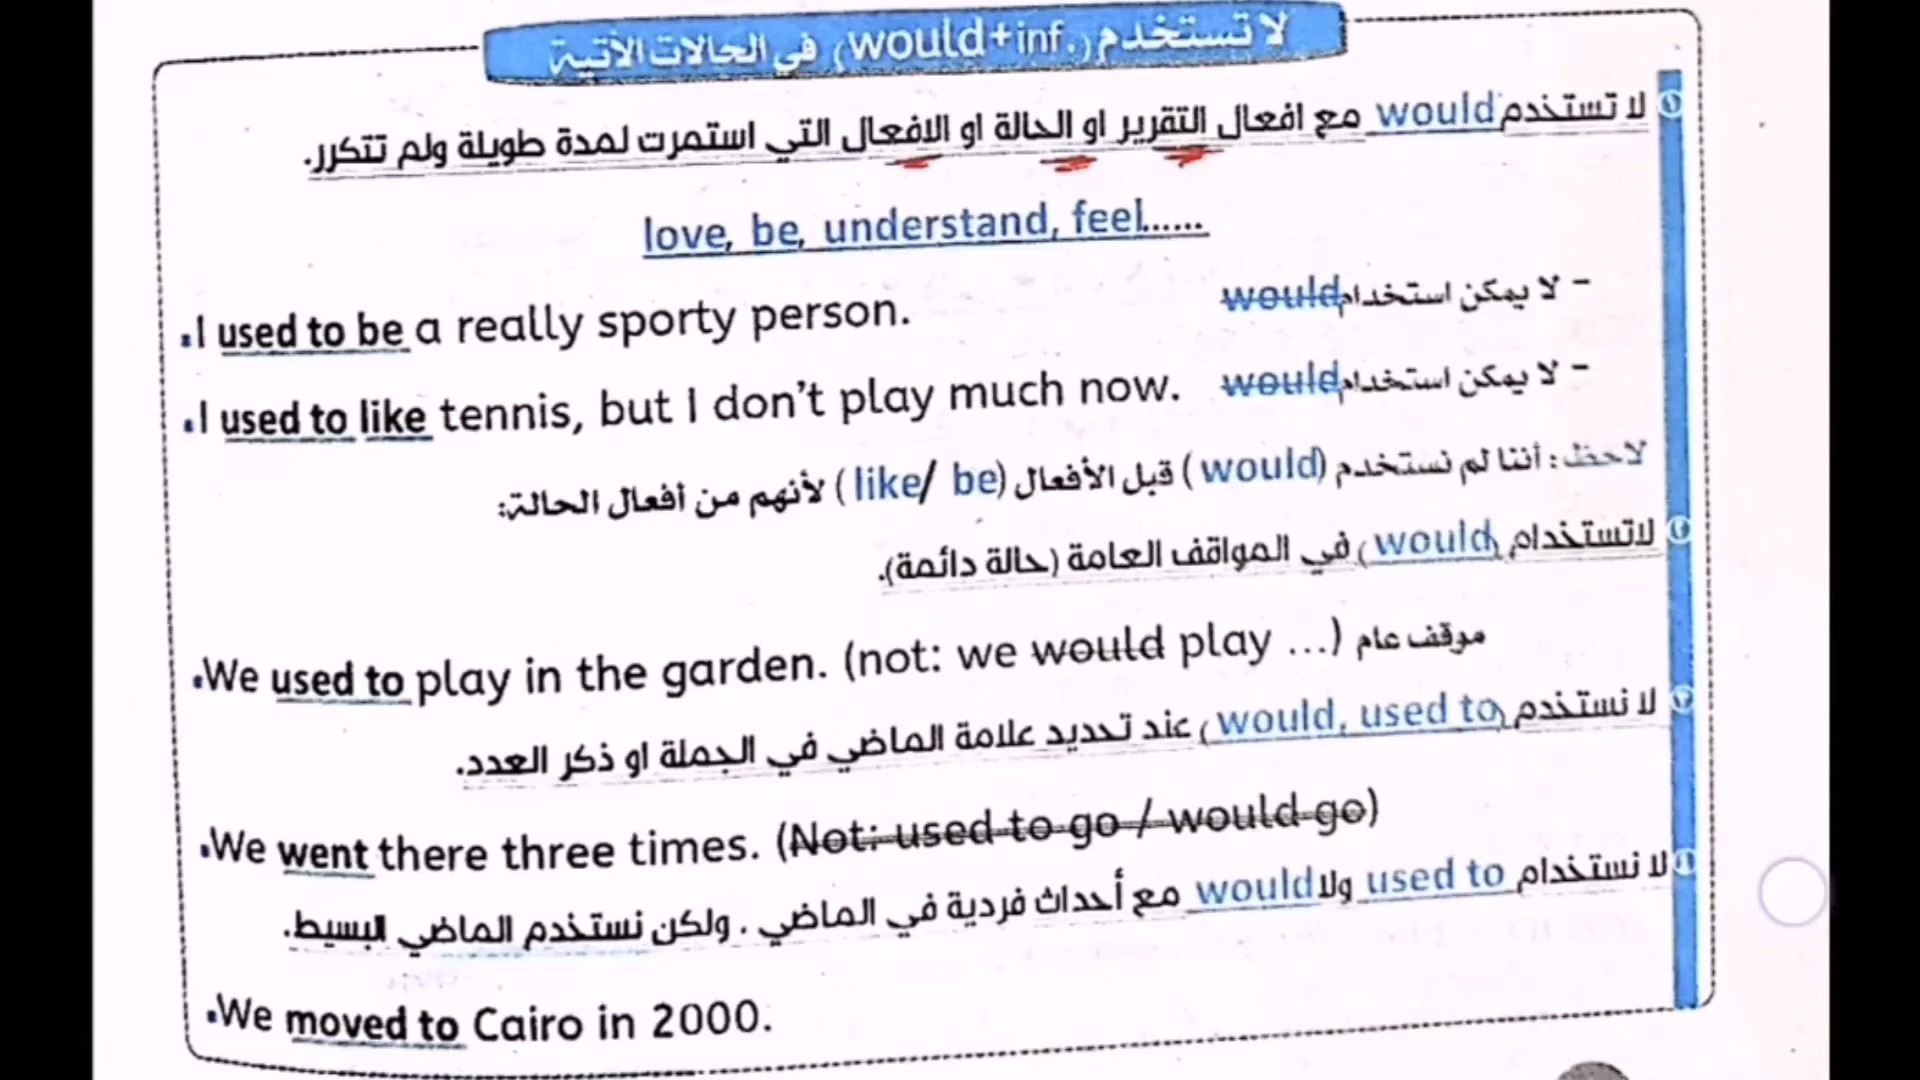 لا تستخدم (would+inf.) في الحالات الآتية
١ لا تستخدم would مع افعال التقرير او الحالة او الافعال التي استمرت لمدة طويلة ولم تتكرر.
love, be, understand, feel......
.I used to be a really sporty person. - لا يمكن استخدام would
.I used to like tennis, but I don't play much now. - لا يمكن استخدام would
لاحظ: أننا لم نستخدم (would) قبل الأفعال (like/ be) لأنهم من أفعال الحالة:
٢ لاتستخدام (would) في المواقف العامة (حالة دائمة).
.We used to play in the garden. (not: we would play ...) موقف عام
٣ لا نستخدم (would, used to) عند تحديد علامة الماضي في الجملة او ذكر العدد.
.We went there three times. (Not: used to go / would go)
٤ لا نستخدام used to ولا would مع أحداث فردية في الماضي . ولكن نستخدم الماضي البسيط.
.We moved to Cairo in 2000.